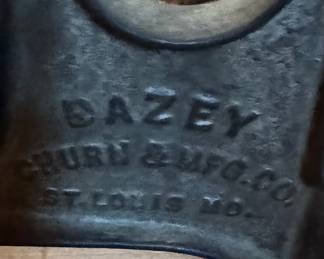 DAZEY
CHURN & MFG. CO.
ST. LOUIS MO.